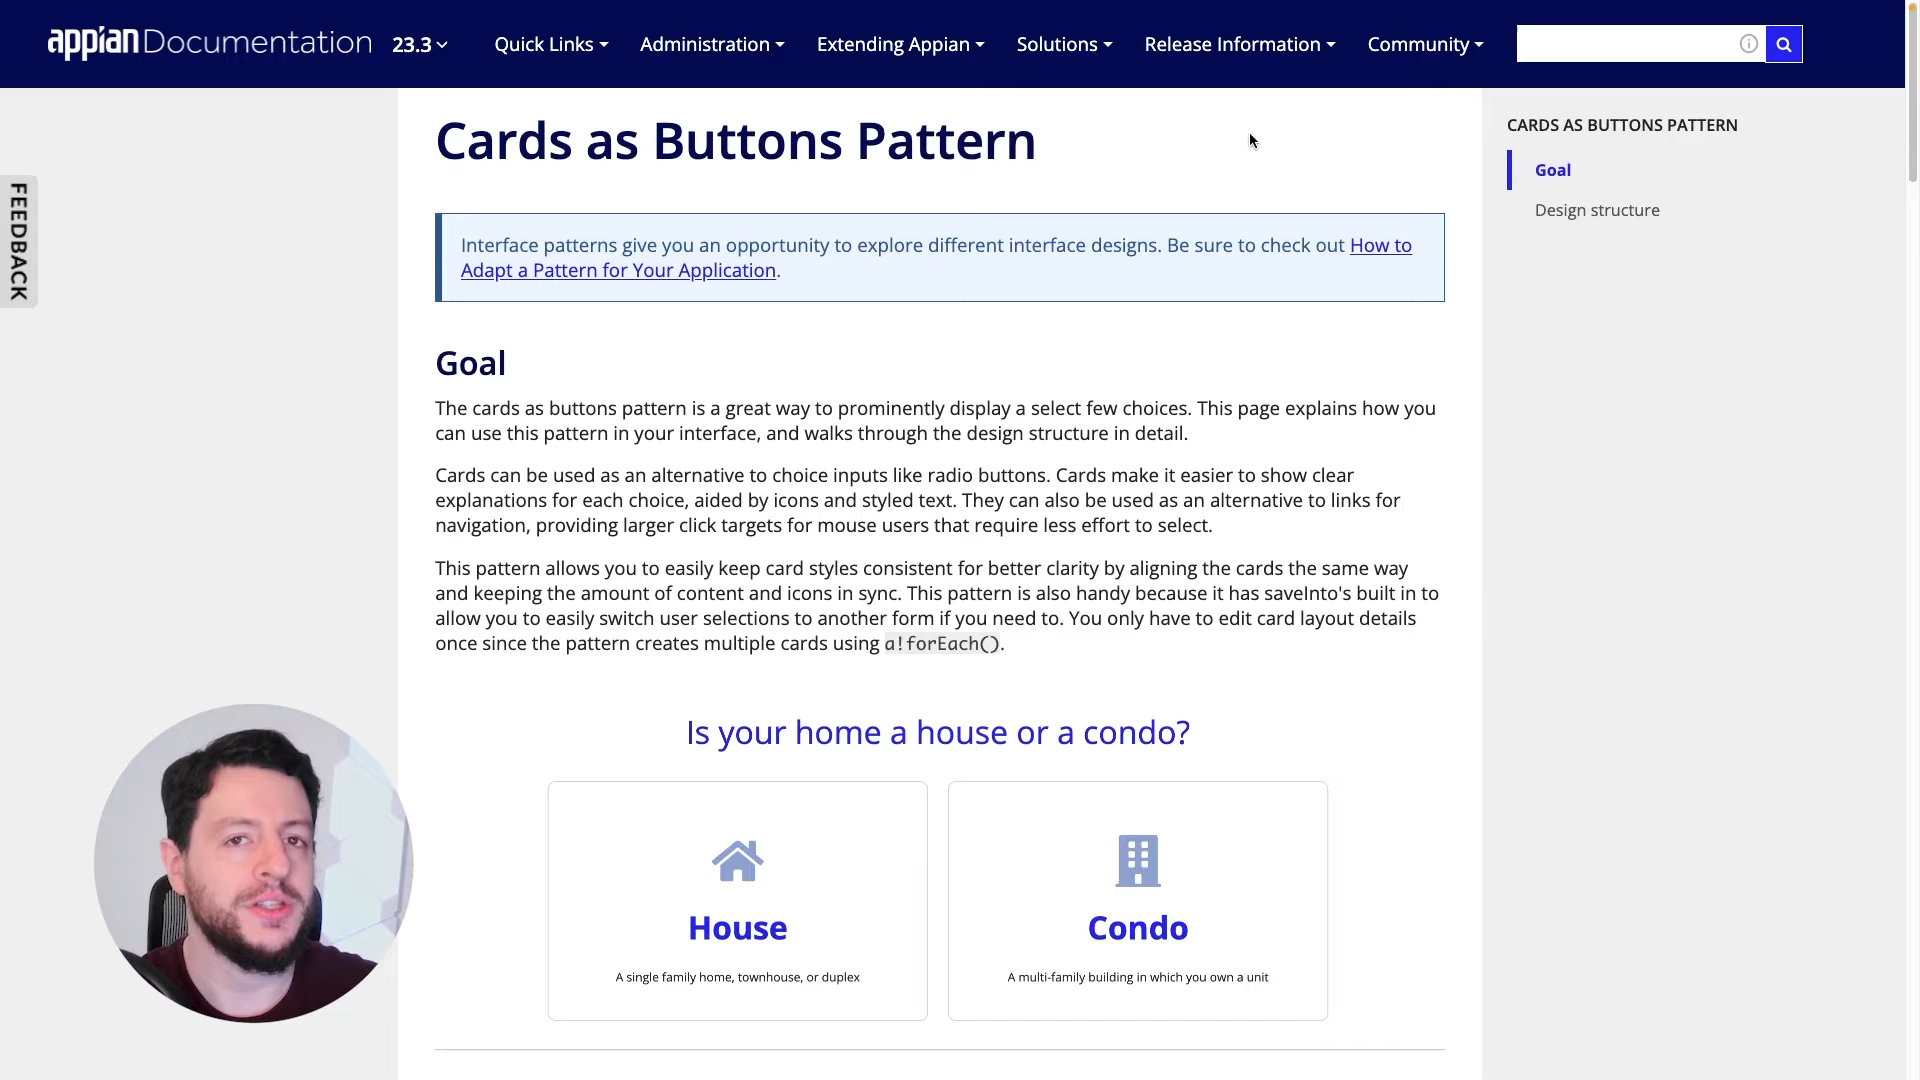 appian Documentation 23.3 Quick Links Administration Extending Appian Solutions Release Information Community
Cards as Buttons Pattern
CARDS AS BUTTONS PATTERN
Goal
Design structure
FEEDBACK
Interface patterns give you an opportunity to explore different interface designs. Be sure to check out How to
Adapt a Pattern for Your Application.
Goal
The cards as buttons pattern is a great way to prominently display a select few choices. This page explains how you
can use this pattern in your interface, and walks through the design structure in detail.
Cards can be used as an alternative to choice inputs like radio buttons. Cards make it easier to show clear
explanations for each choice, aided by icons and styled text. They can also be used as an alternative to links for
navigation, providing larger click targets for mouse users that require less effort to select.
This pattern allows you to easily keep card styles consistent for better clarity by aligning the cards the same way
and keeping the amount of content and icons in sync. This pattern is also handy because it has saveInto's built in to
allow you to easily switch user selections to another form if you need to. You only have to edit card layout details
once since the pattern creates multiple cards using a!forEach().
Is your home a house or a condo?
House
A single family home, townhouse, or duplex
Condo
A multi-family building in which you own a unit